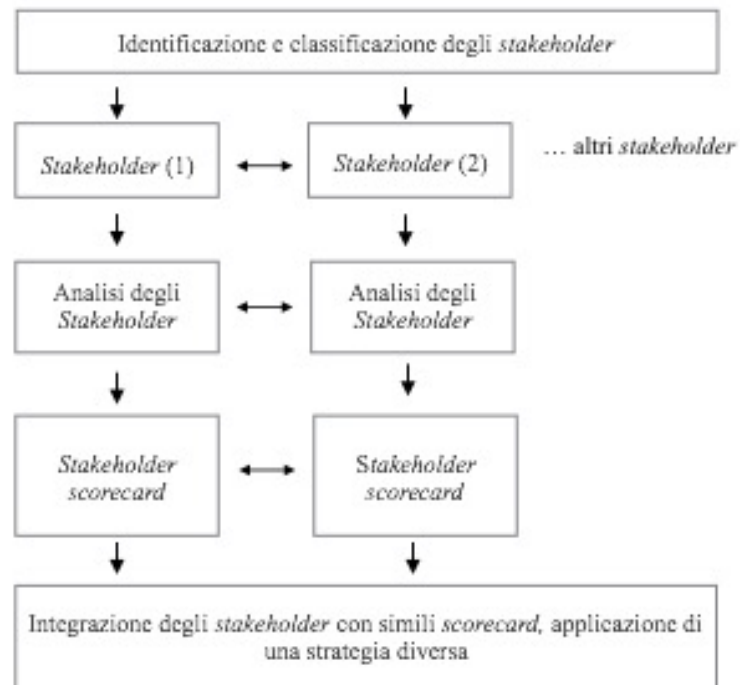 Identificazione e classificazione degli stakeholder
Stakeholder (1)
Stakeholder (2)
... altri stakeholder
Analisi degli
Stakeholder
Analisi degli
Stakeholder
Stakeholder
scorecard
Stakeholder
scorecard
Integrazione degli stakeholder con simili scorecard, applicazione di
una strategia diversa